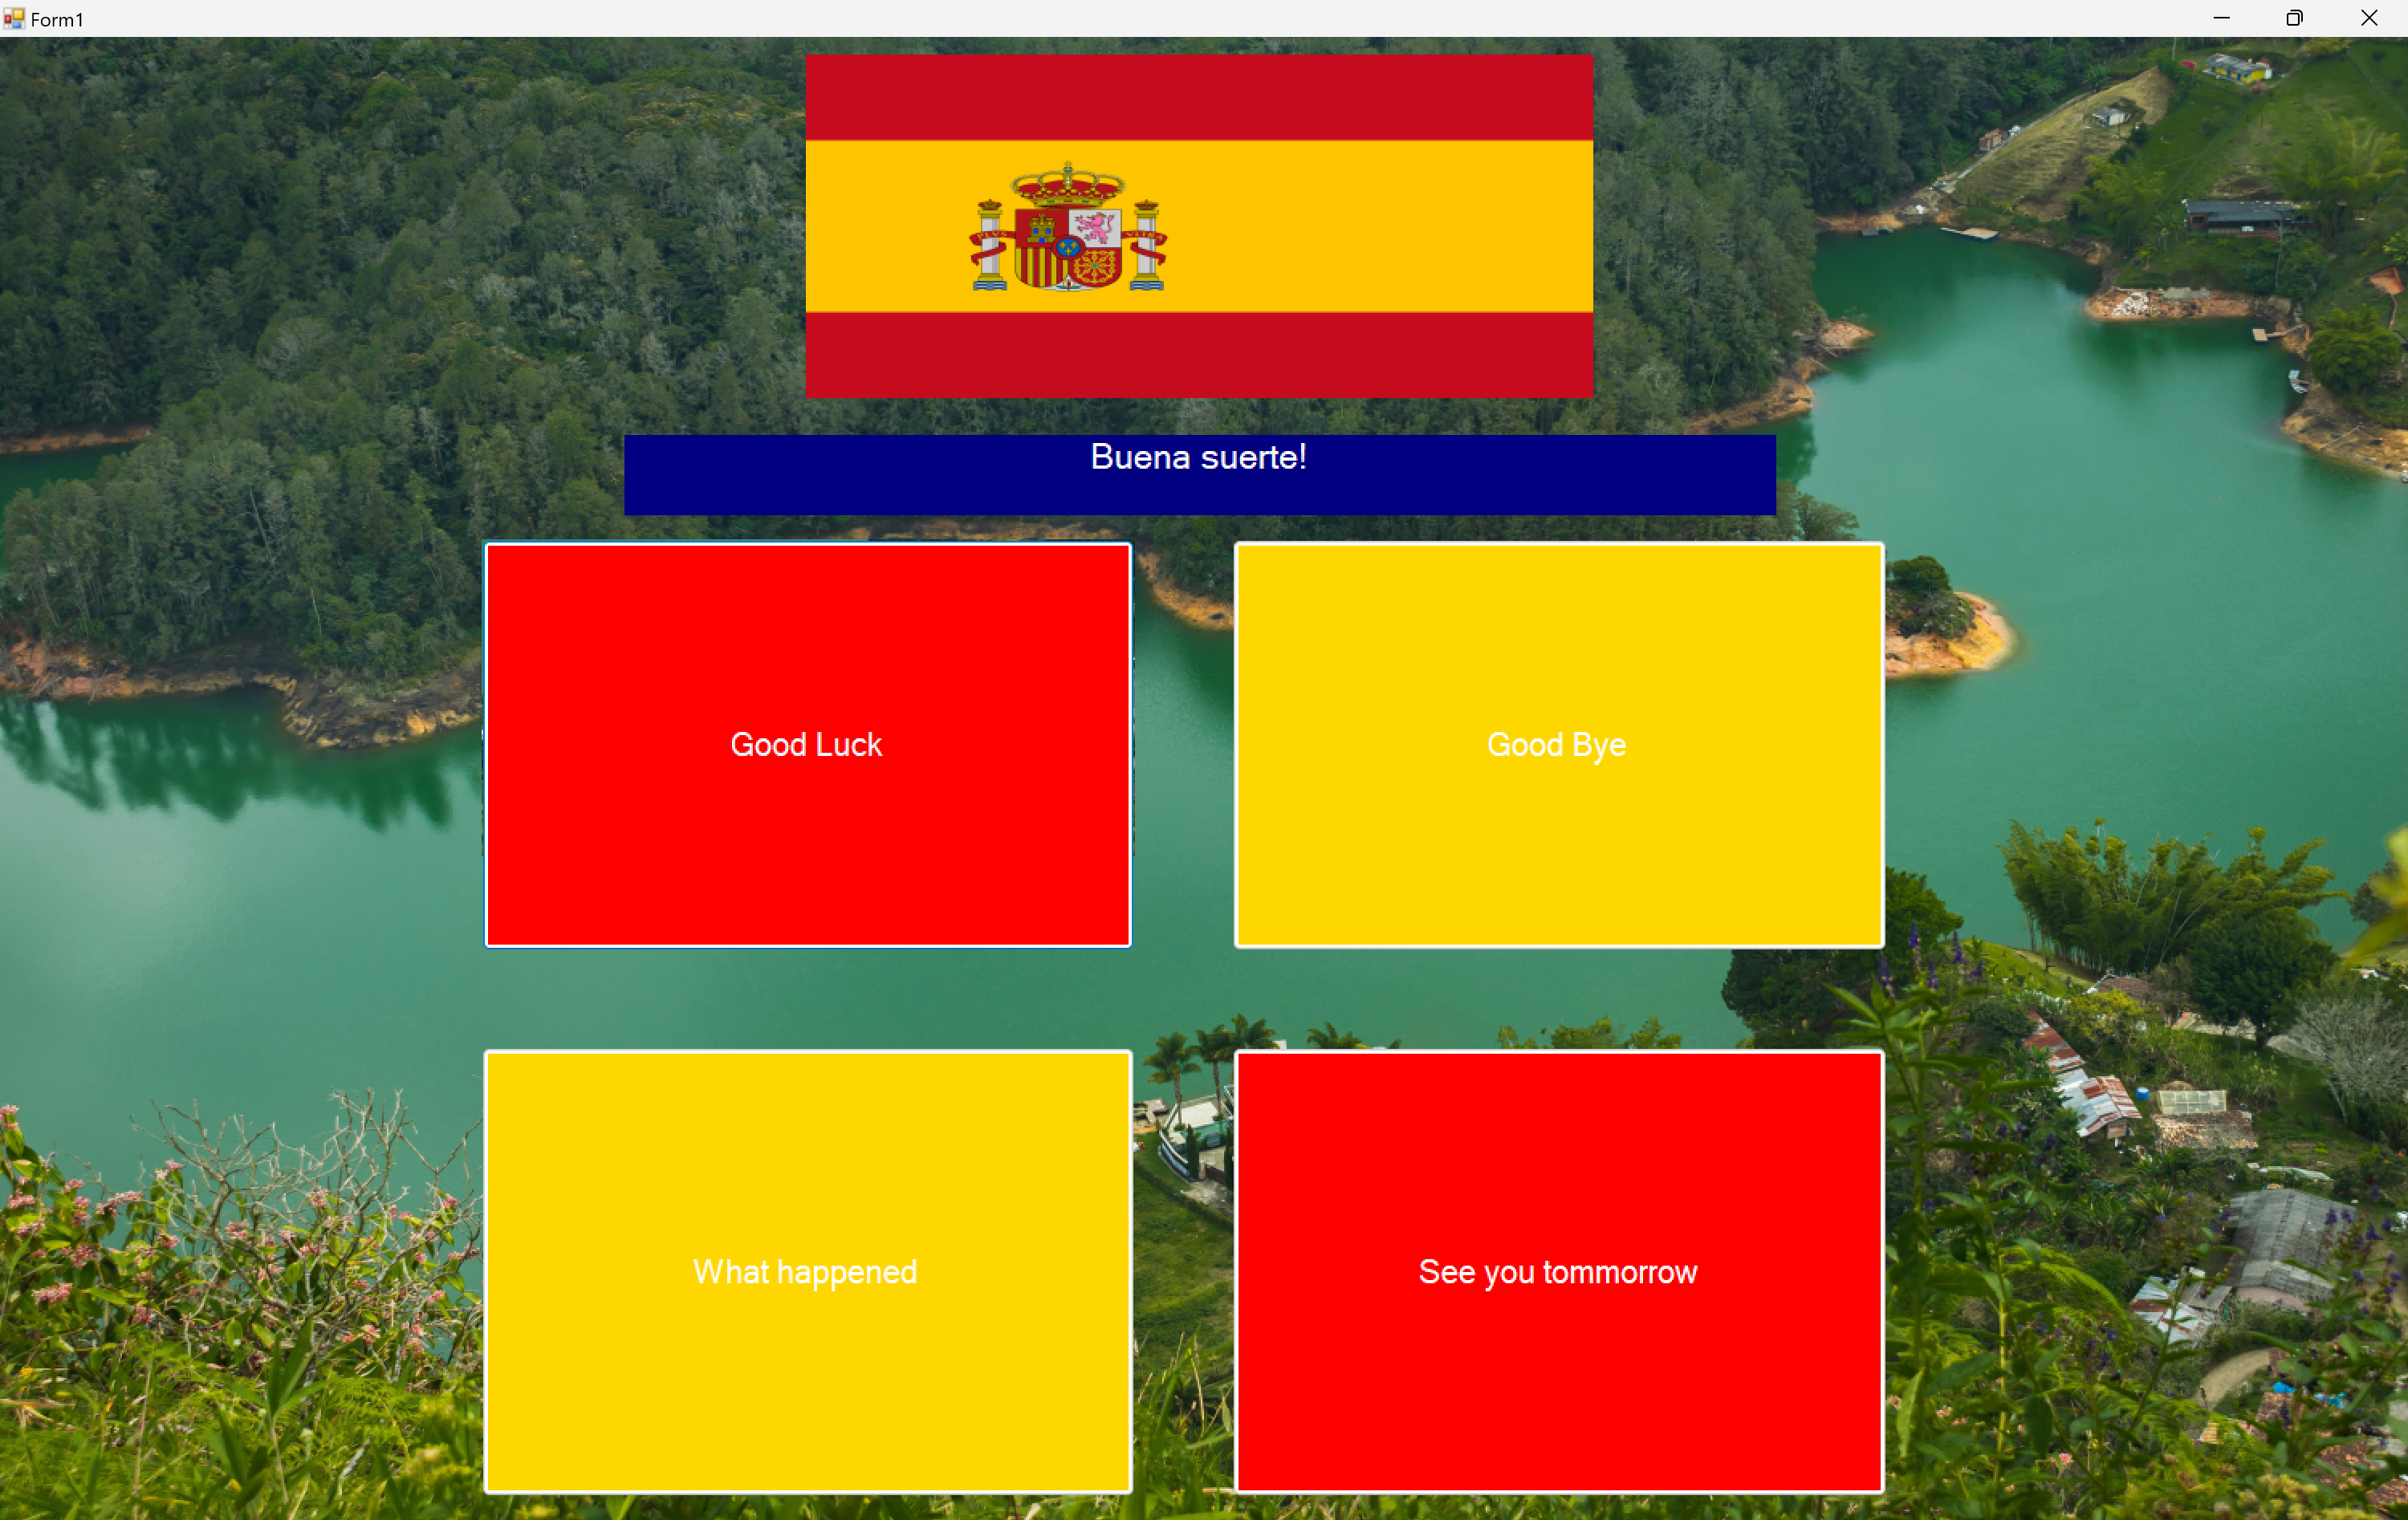 Form1
Buena suerte!
Good Luck
Good Bye
What happened
See you tommorrow